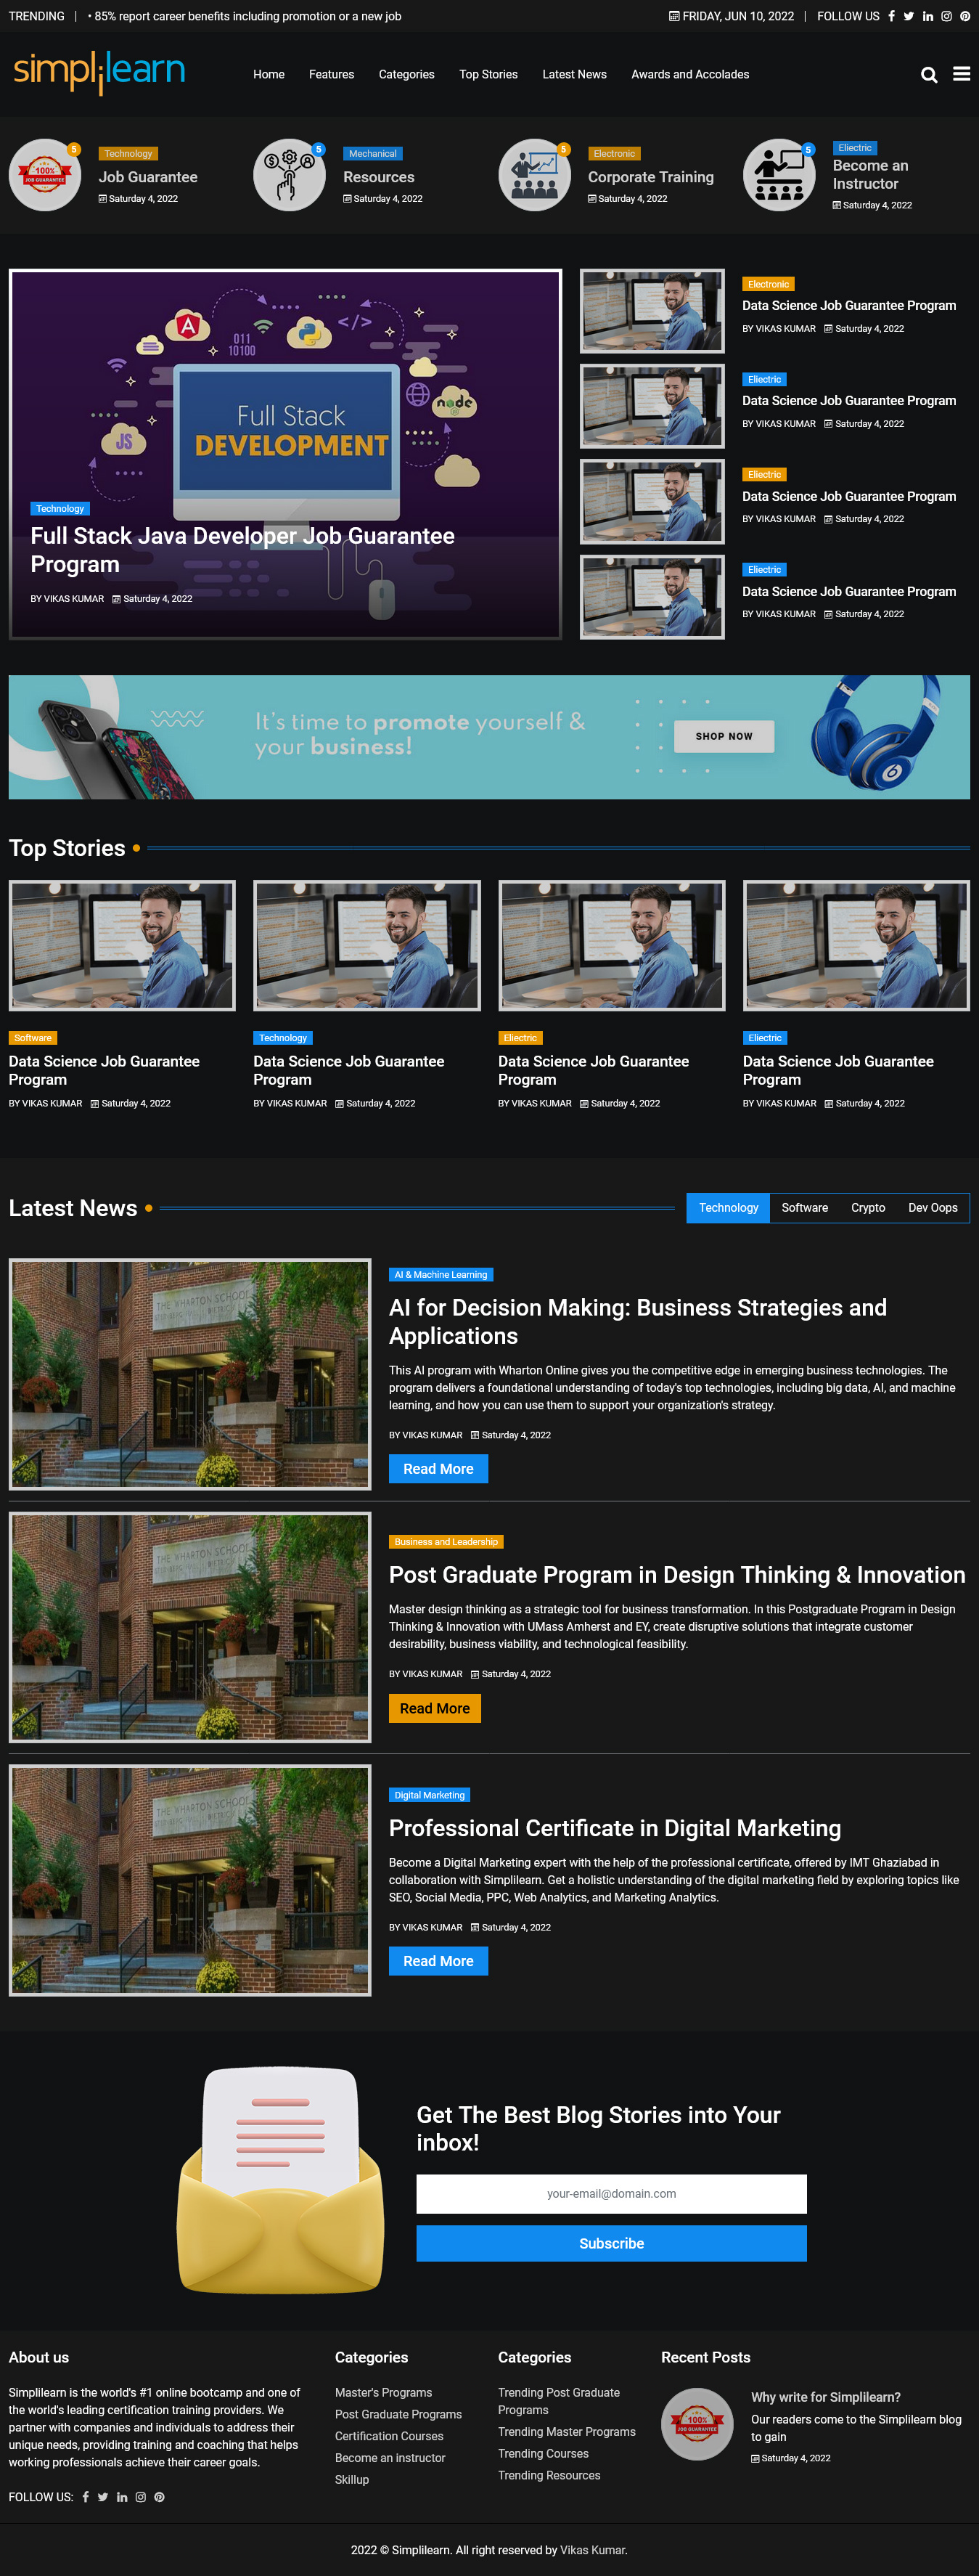 TRENDING • 85% report career benefits including promotion or a new job FRIDAY, JUN 10, 2022 FOLLOW US
simplilearn
Home Features Categories Top Stories Latest News Awards and Accolades
100%
JOB GUARANTEE
5
Technology
Job Guarantee
Saturday 4, 2022
5
Mechanical
Resources
Saturday 4, 2022
5
Electronic
Corporate Training
Saturday 4, 2022
5
Eliectric
Become an
Instructor
Saturday 4, 2022
011
10100
</>
node
JS
Full Stack
DEVELOPMENT
Technology
Full Stack Java Developer Job Guarantee
Program
BY VIKAS KUMAR Saturday 4, 2022
Electronic
Data Science Job Guarantee Program
BY VIKAS KUMAR Saturday 4, 2022
Eliectric
Data Science Job Guarantee Program
BY VIKAS KUMAR Saturday 4, 2022
Eliectric
Data Science Job Guarantee Program
BY VIKAS KUMAR Saturday 4, 2022
Eliectric
Data Science Job Guarantee Program
BY VIKAS KUMAR Saturday 4, 2022
It's time to promote yourself &
your business!
SHOP NOW
Top Stories
Software
Data Science Job Guarantee
Program
BY VIKAS KUMAR Saturday 4, 2022
Technology
Data Science Job Guarantee
Program
BY VIKAS KUMAR Saturday 4, 2022
Eliectric
Data Science Job Guarantee
Program
BY VIKAS KUMAR Saturday 4, 2022
Eliectric
Data Science Job Guarantee
Program
BY VIKAS KUMAR Saturday 4, 2022
Latest News
Technology Software Crypto Dev Oops
THE WHARTON SCHOOL
AI & Machine Learning
AI for Decision Making: Business Strategies and
Applications
This AI program with Wharton Online gives you the competitive edge in emerging business technologies. The
program delivers a foundational understanding of today's top technologies, including big data, AI, and machine
learning, and how you can use them to support your organization's strategy.
BY VIKAS KUMAR Saturday 4, 2022
Read More
THE WHARTON SCHOOL
Business and Leadership
Post Graduate Program in Design Thinking & Innovation
Master design thinking as a strategic tool for business transformation. In this Postgraduate Program in Design
Thinking & Innovation with UMass Amherst and EY, create disruptive solutions that integrate customer
desirability, business viability, and technological feasibility.
BY VIKAS KUMAR Saturday 4, 2022
Read More
THE WHARTON SCHOOL
Digital Marketing
Professional Certificate in Digital Marketing
Become a Digital Marketing expert with the help of the professional certificate, offered by IMT Ghaziabad in
collaboration with Simplilearn. Get a holistic understanding of the digital marketing field by exploring topics like
SEO, Social Media, PPC, Web Analytics, and Marketing Analytics.
BY VIKAS KUMAR Saturday 4, 2022
Read More
Get The Best Blog Stories into Your
inbox!
your-email@domain.com
Subscribe
About us
Simplilearn is the world's #1 online bootcamp and one of
the world's leading certification training providers. We
partner with companies and individuals to address their
unique needs, providing training and coaching that helps
working professionals achieve their career goals.
FOLLOW US:
Categories
Master's Programs
Post Graduate Programs
Certification Courses
Become an instructor
Skillup
Categories
Trending Post Graduate
Programs
Trending Master Programs
Trending Courses
Trending Resources
Recent Posts
100%
JOB GUARANTEE
Why write for Simplilearn?
Our readers come to the Simplilearn blog
to gain
Saturday 4, 2022
2022 © Simplilearn. All right reserved by Vikas Kumar.